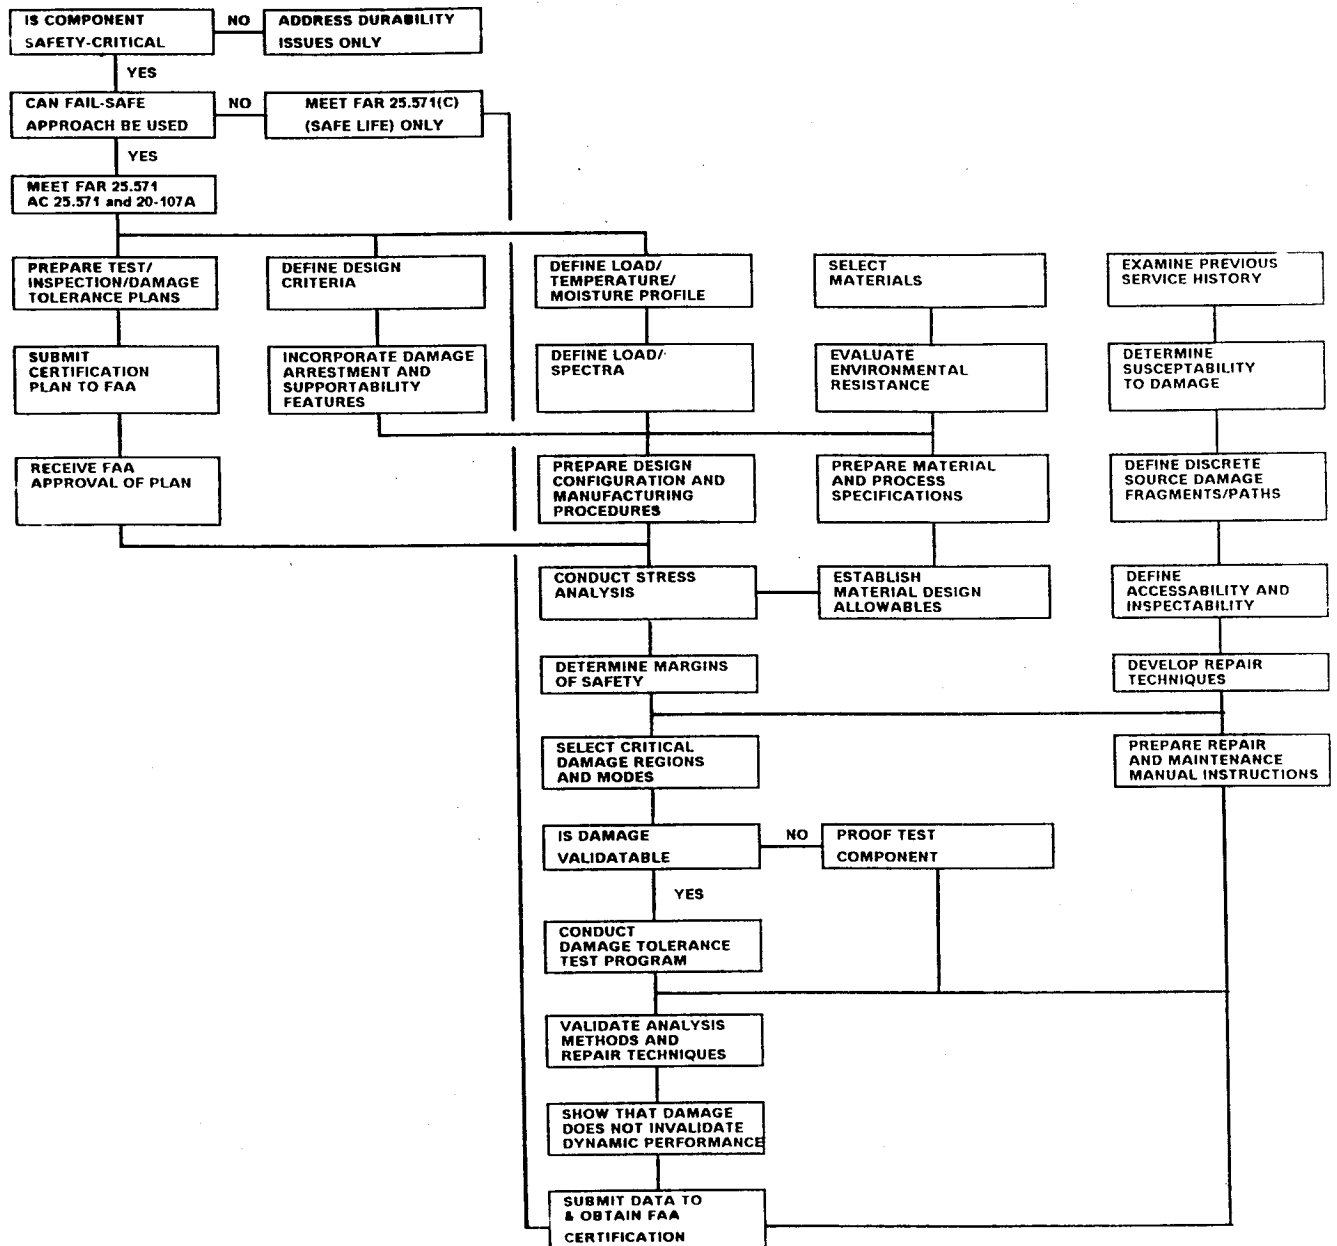 IS COMPONENT
SAFETY-CRITICAL
NO
ADDRESS DURABILITY
ISSUES ONLY
YES
CAN FAIL-SAFE
APPROACH BE USED
NO
MEET FAR 25.571(C)
(SAFE LIFE) ONLY
YES
MEET FAR 25.571
AC 25.571 and 20-107A
PREPARE TEST/
INSPECTION/DAMAGE
TOLERANCE PLANS
DEFINE DESIGN
CRITERIA
DEFINE LOAD/
TEMPERATURE/
MOISTURE PROFILE
SELECT
MATERIALS
EXAMINE PREVIOUS
SERVICE HISTORY
SUBMIT
CERTIFICATION
PLAN TO FAA
INCORPORATE DAMAGE
ARRESTMENT AND
SUPPORTABILITY
FEATURES
DEFINE LOAD/
SPECTRA
EVALUATE
ENVIRONMENTAL
RESISTANCE
DETERMINE
SUSCEPTABILITY
TO DAMAGE
RECEIVE FAA
APPROVAL OF PLAN
PREPARE DESIGN
CONFIGURATION AND
MANUFACTURING
PROCEDURES
PREPARE MATERIAL
AND PROCESS
SPECIFICATIONS
DEFINE DISCRETE
SOURCE DAMAGE
FRAGMENTS/PATHS
CONDUCT STRESS
ANALYSIS
ESTABLISH
MATERIAL DESIGN
ALLOWABLES
DEFINE
ACCESSABILITY AND
INSPECTABILITY
DETERMINE MARGINS
OF SAFETY
DEVELOP REPAIR
TECHNIQUES
SELECT CRITICAL
DAMAGE REGIONS
AND MODES
PREPARE REPAIR
AND MAINTENANCE
MANUAL INSTRUCTIONS
IS DAMAGE
VALIDATABLE
NO
PROOF TEST
COMPONENT
YES
CONDUCT
DAMAGE TOLERANCE
TEST PROGRAM
VALIDATE ANALYSIS
METHODS AND
REPAIR TECHNIQUES
SHOW THAT DAMAGE
DOES NOT INVALIDATE
DYNAMIC PERFORMANCE
SUBMIT DATA TO
& OBTAIN FAA
CERTIFICATION